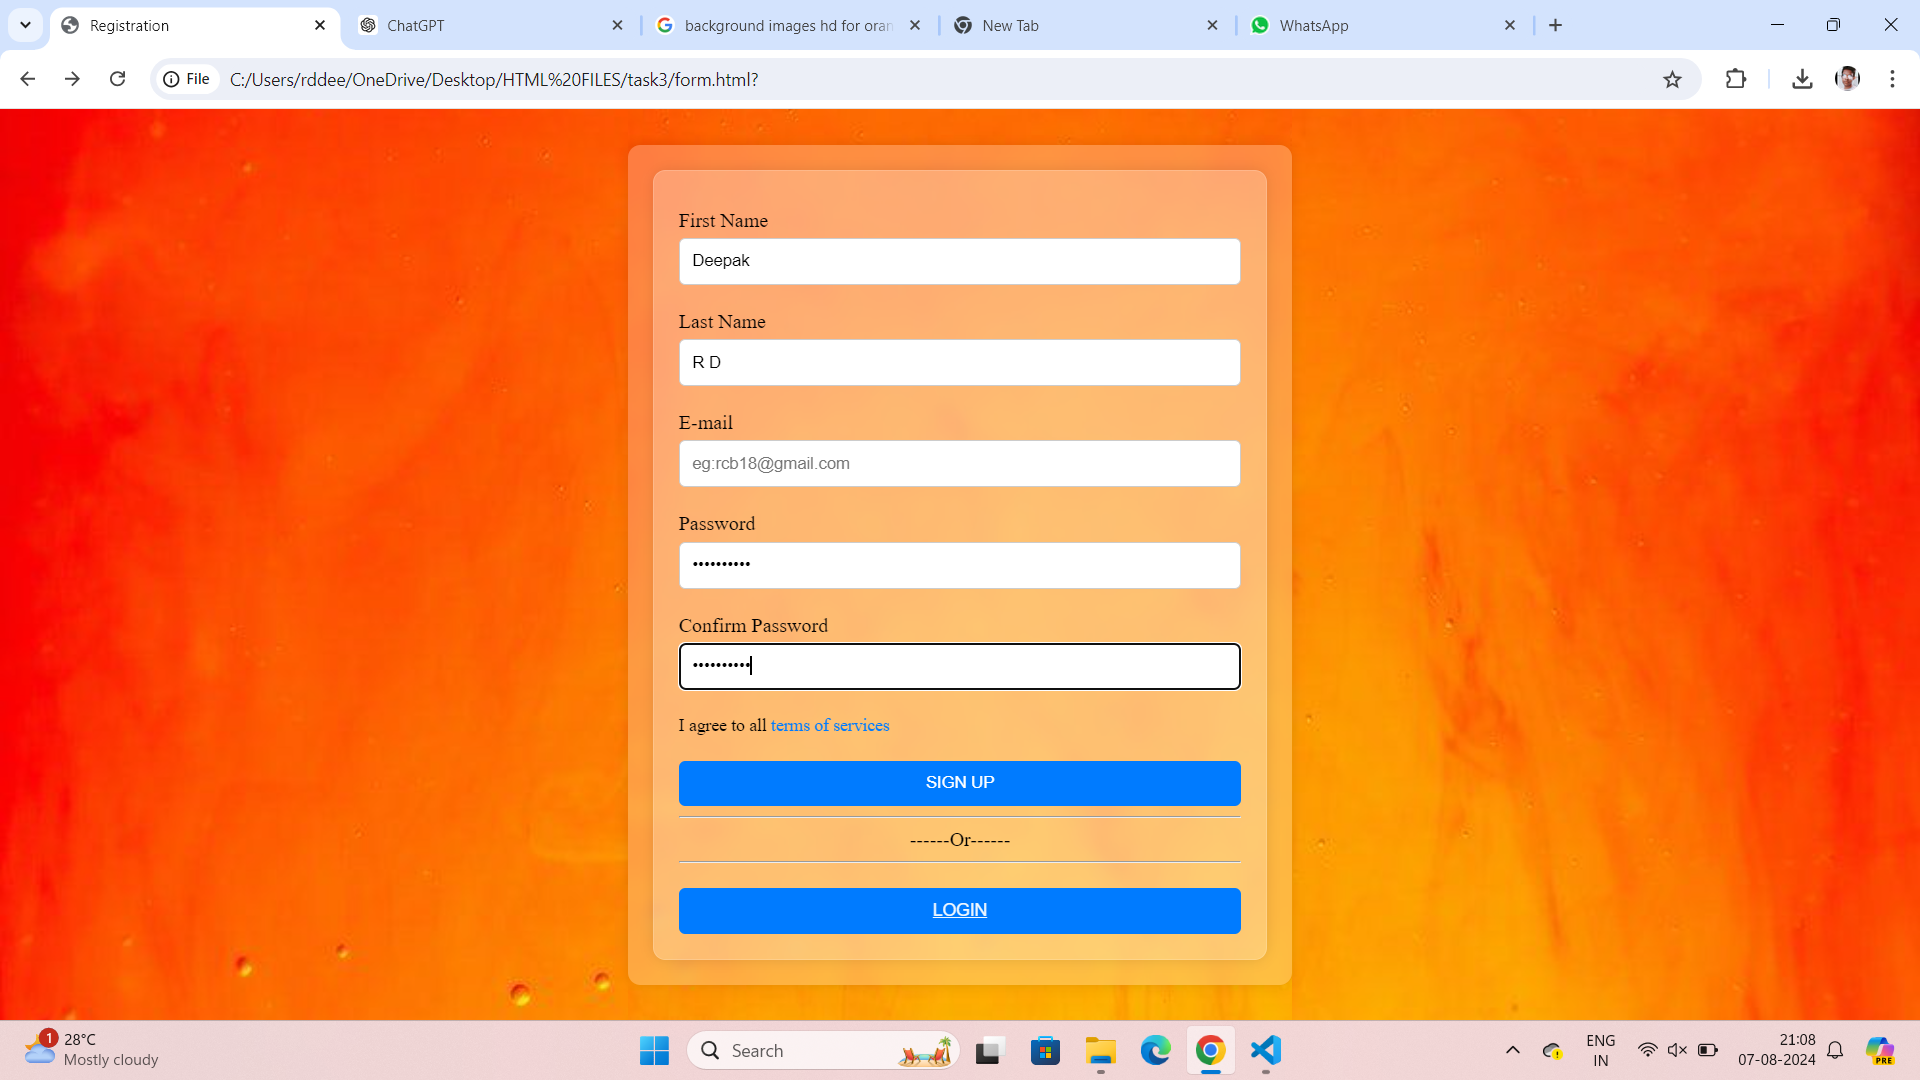 Registration
ChatGPT
background images hd for oran
New Tab
WhatsApp
File
C:/Users/rddee/OneDrive/Desktop/HTML%20FILES/task3/form.html?
First Name
Deepak
Last Name
R D
E-mail
eg:rcb18@gmail.com
Password
••••••••••
Confirm Password
••••••••••
I agree to all terms of services
SIGN UP
------Or------
LOGIN
1
28°C
Mostly cloudy
Search
ENG
IN
21:08
07-08-2024
PRE